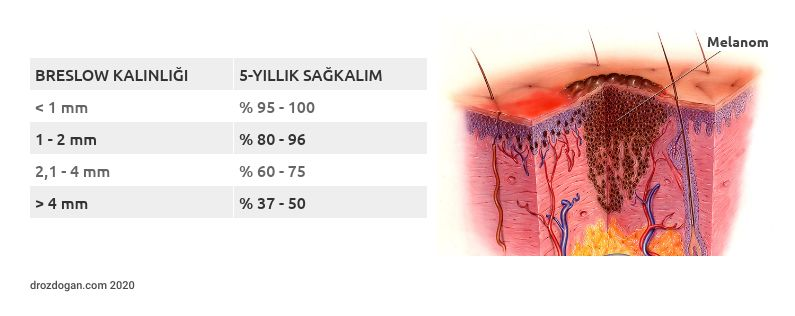 Melanom
BRESLOW KALINLIĞI 5-YILLIK SAĞKALIM
< 1 mm % 95 - 100
1 - 2 mm % 80 - 96
2,1 - 4 mm % 60 - 75
> 4 mm % 37 - 50
drozdogan.com 2020